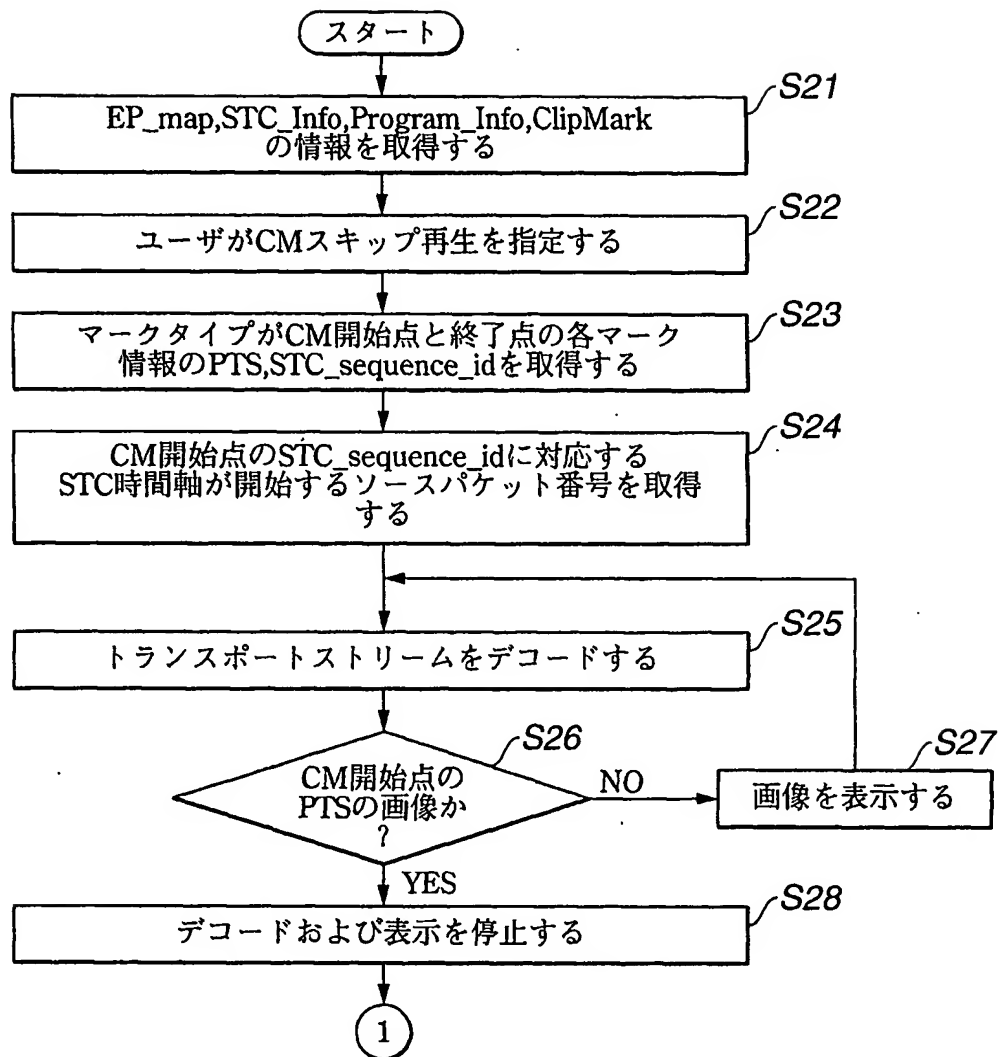 スタート
S21
EP_map,STC_Info,Program_Info,ClipMark
の情報を取得する
S22
ユーザがCMスキップ再生を指定する
S23
マークタイプがCM開始点と終了点の各マーク
情報のPTS,STC_sequence_idを取得する
S24
CM開始点のSTC_sequence_idに対応する
STC時間軸が開始するソースパケット番号を取得
する
S25
トランスポートストリームをデコードする
S26
CM開始点の
PTSの画像か
?
NO
S27
画像を表示する
YES
S28
デコードおよび表示を停止する
1